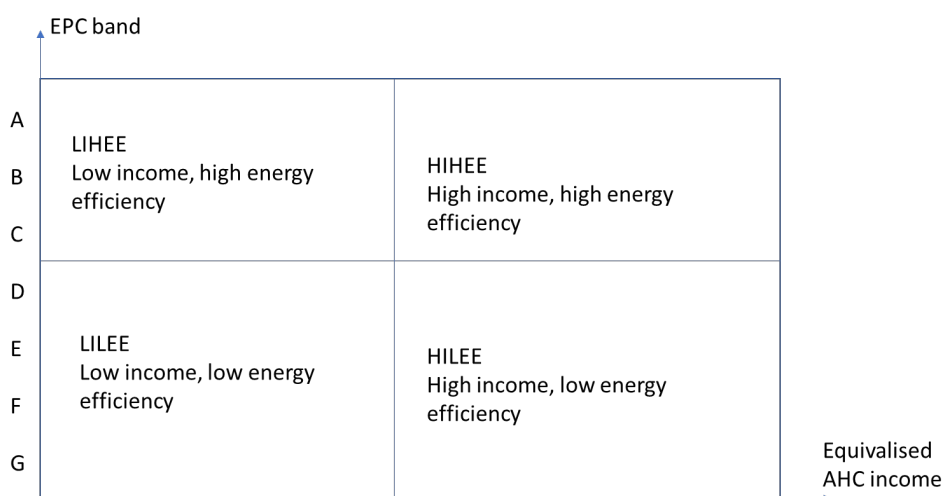 EPC band
A
LIHEE
B
Low income, high energy
efficiency
HIHEE
High income, high energy
efficiency
C
D
E
LILEE
Low income, low energy
efficiency
HILEE
High income, low energy
efficiency
F
G
Equivalised
AHC income